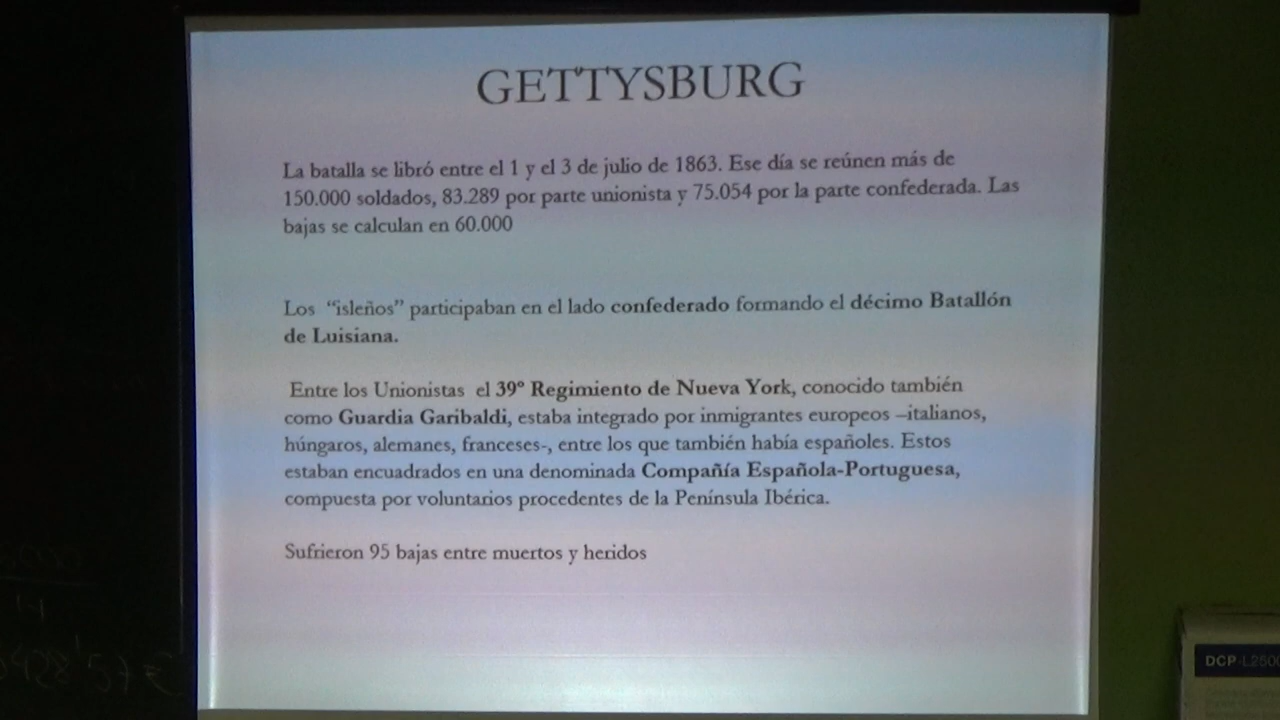 GETTYSBURG
La batalla se libró entre el 1 y el 3 de julio de 1863. Ese día se reúnen más de
150.000 soldados, 83.289 por parte unionista y 75.054 por la parte confederada. Las
bajas se calculan en 60.000
Los “isleños” participaban en el lado confederado formando el décimo Batallón
de Luisiana.
Entre los Unionistas el 39º Regimiento de Nueva York, conocido también
como Guardia Garibaldi, estaba integrado por inmigrantes europeos –italianos,
húngaros, alemanes, franceses-, entre los que también había españoles. Estos
estaban encuadrados en una denominada Compañía Española-Portuguesa,
compuesta por voluntarios procedentes de la Península Ibérica.
Sufrieron 95 bajas entre muertos y heridos
DCP-L2500
14